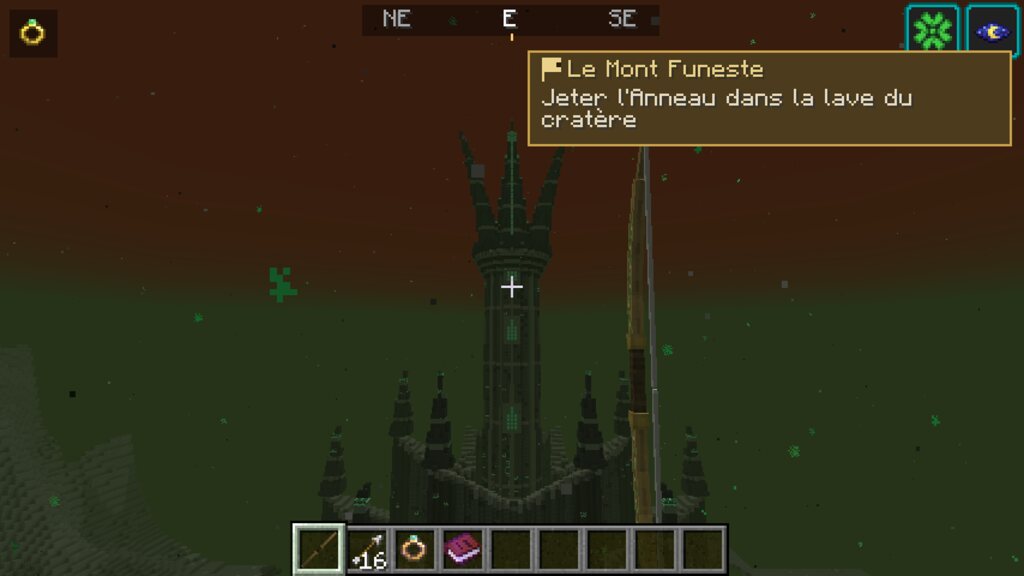 NE E SE
Le Mont Funeste
Jeter l'Anneau dans la lave du
cratère
+16